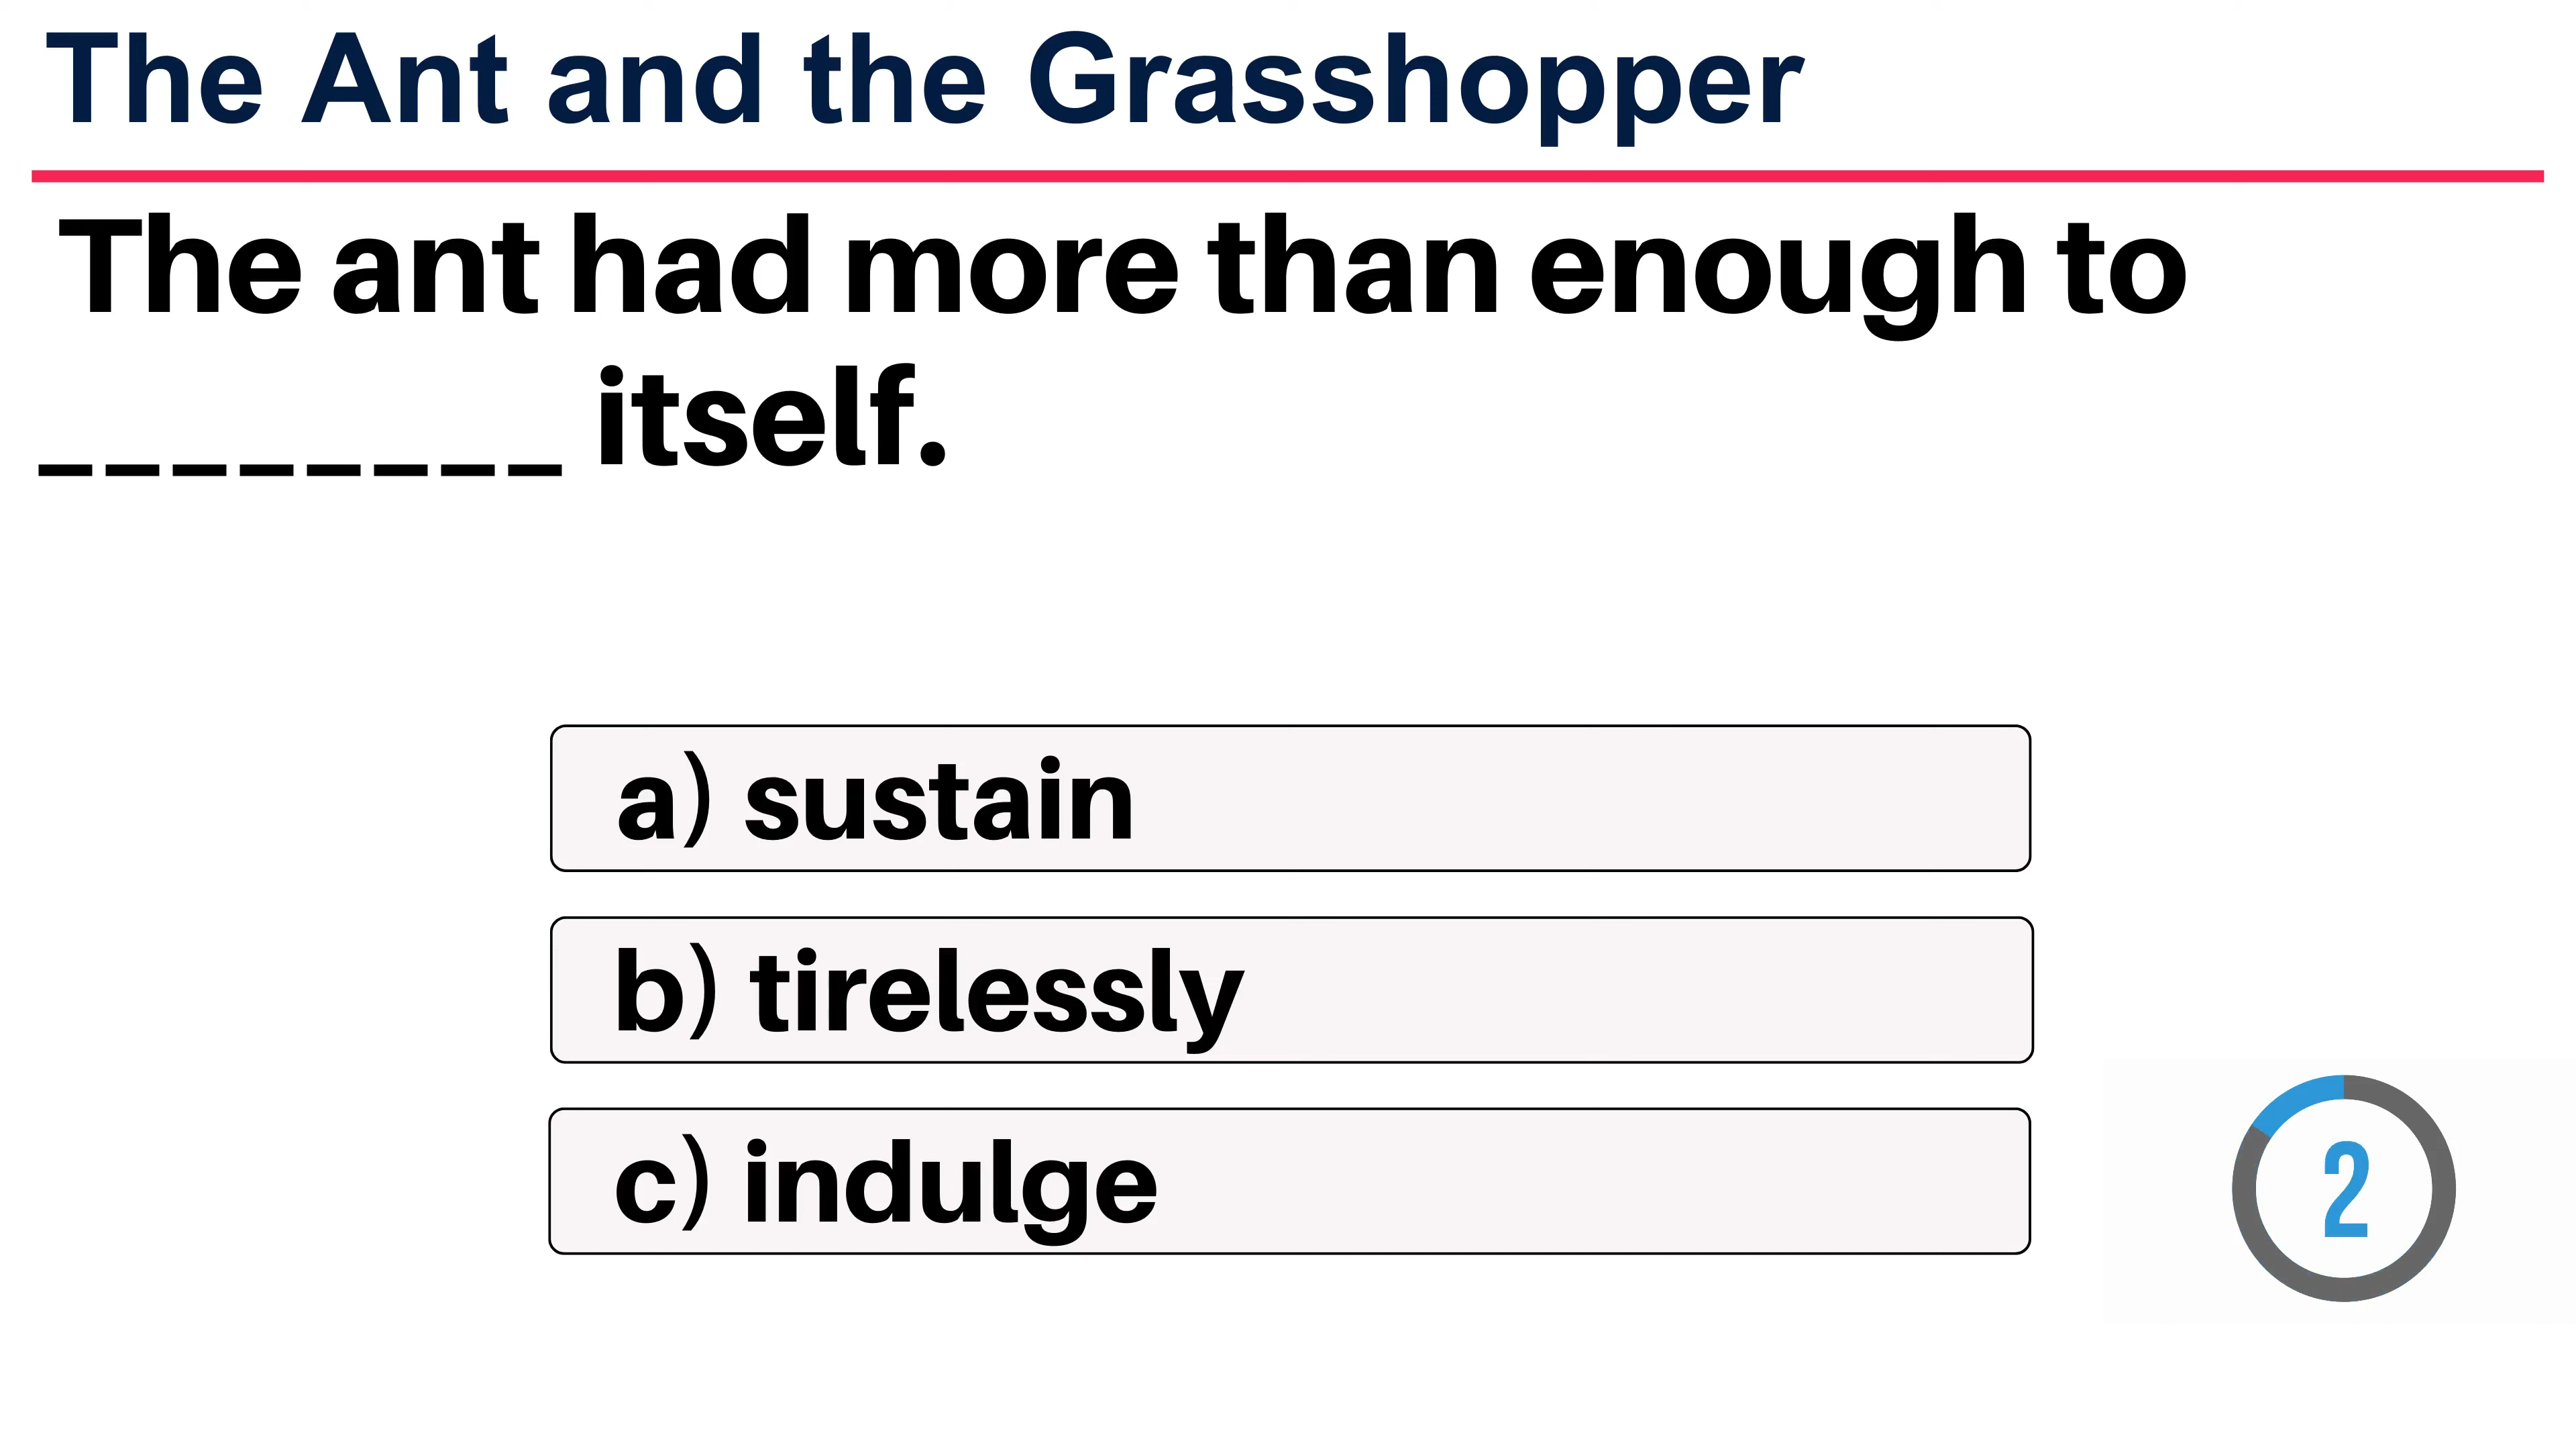 The Ant and the Grasshopper
The ant had more than enough to
________ itself.
a) sustain
b) tirelessly
c) indulge
2